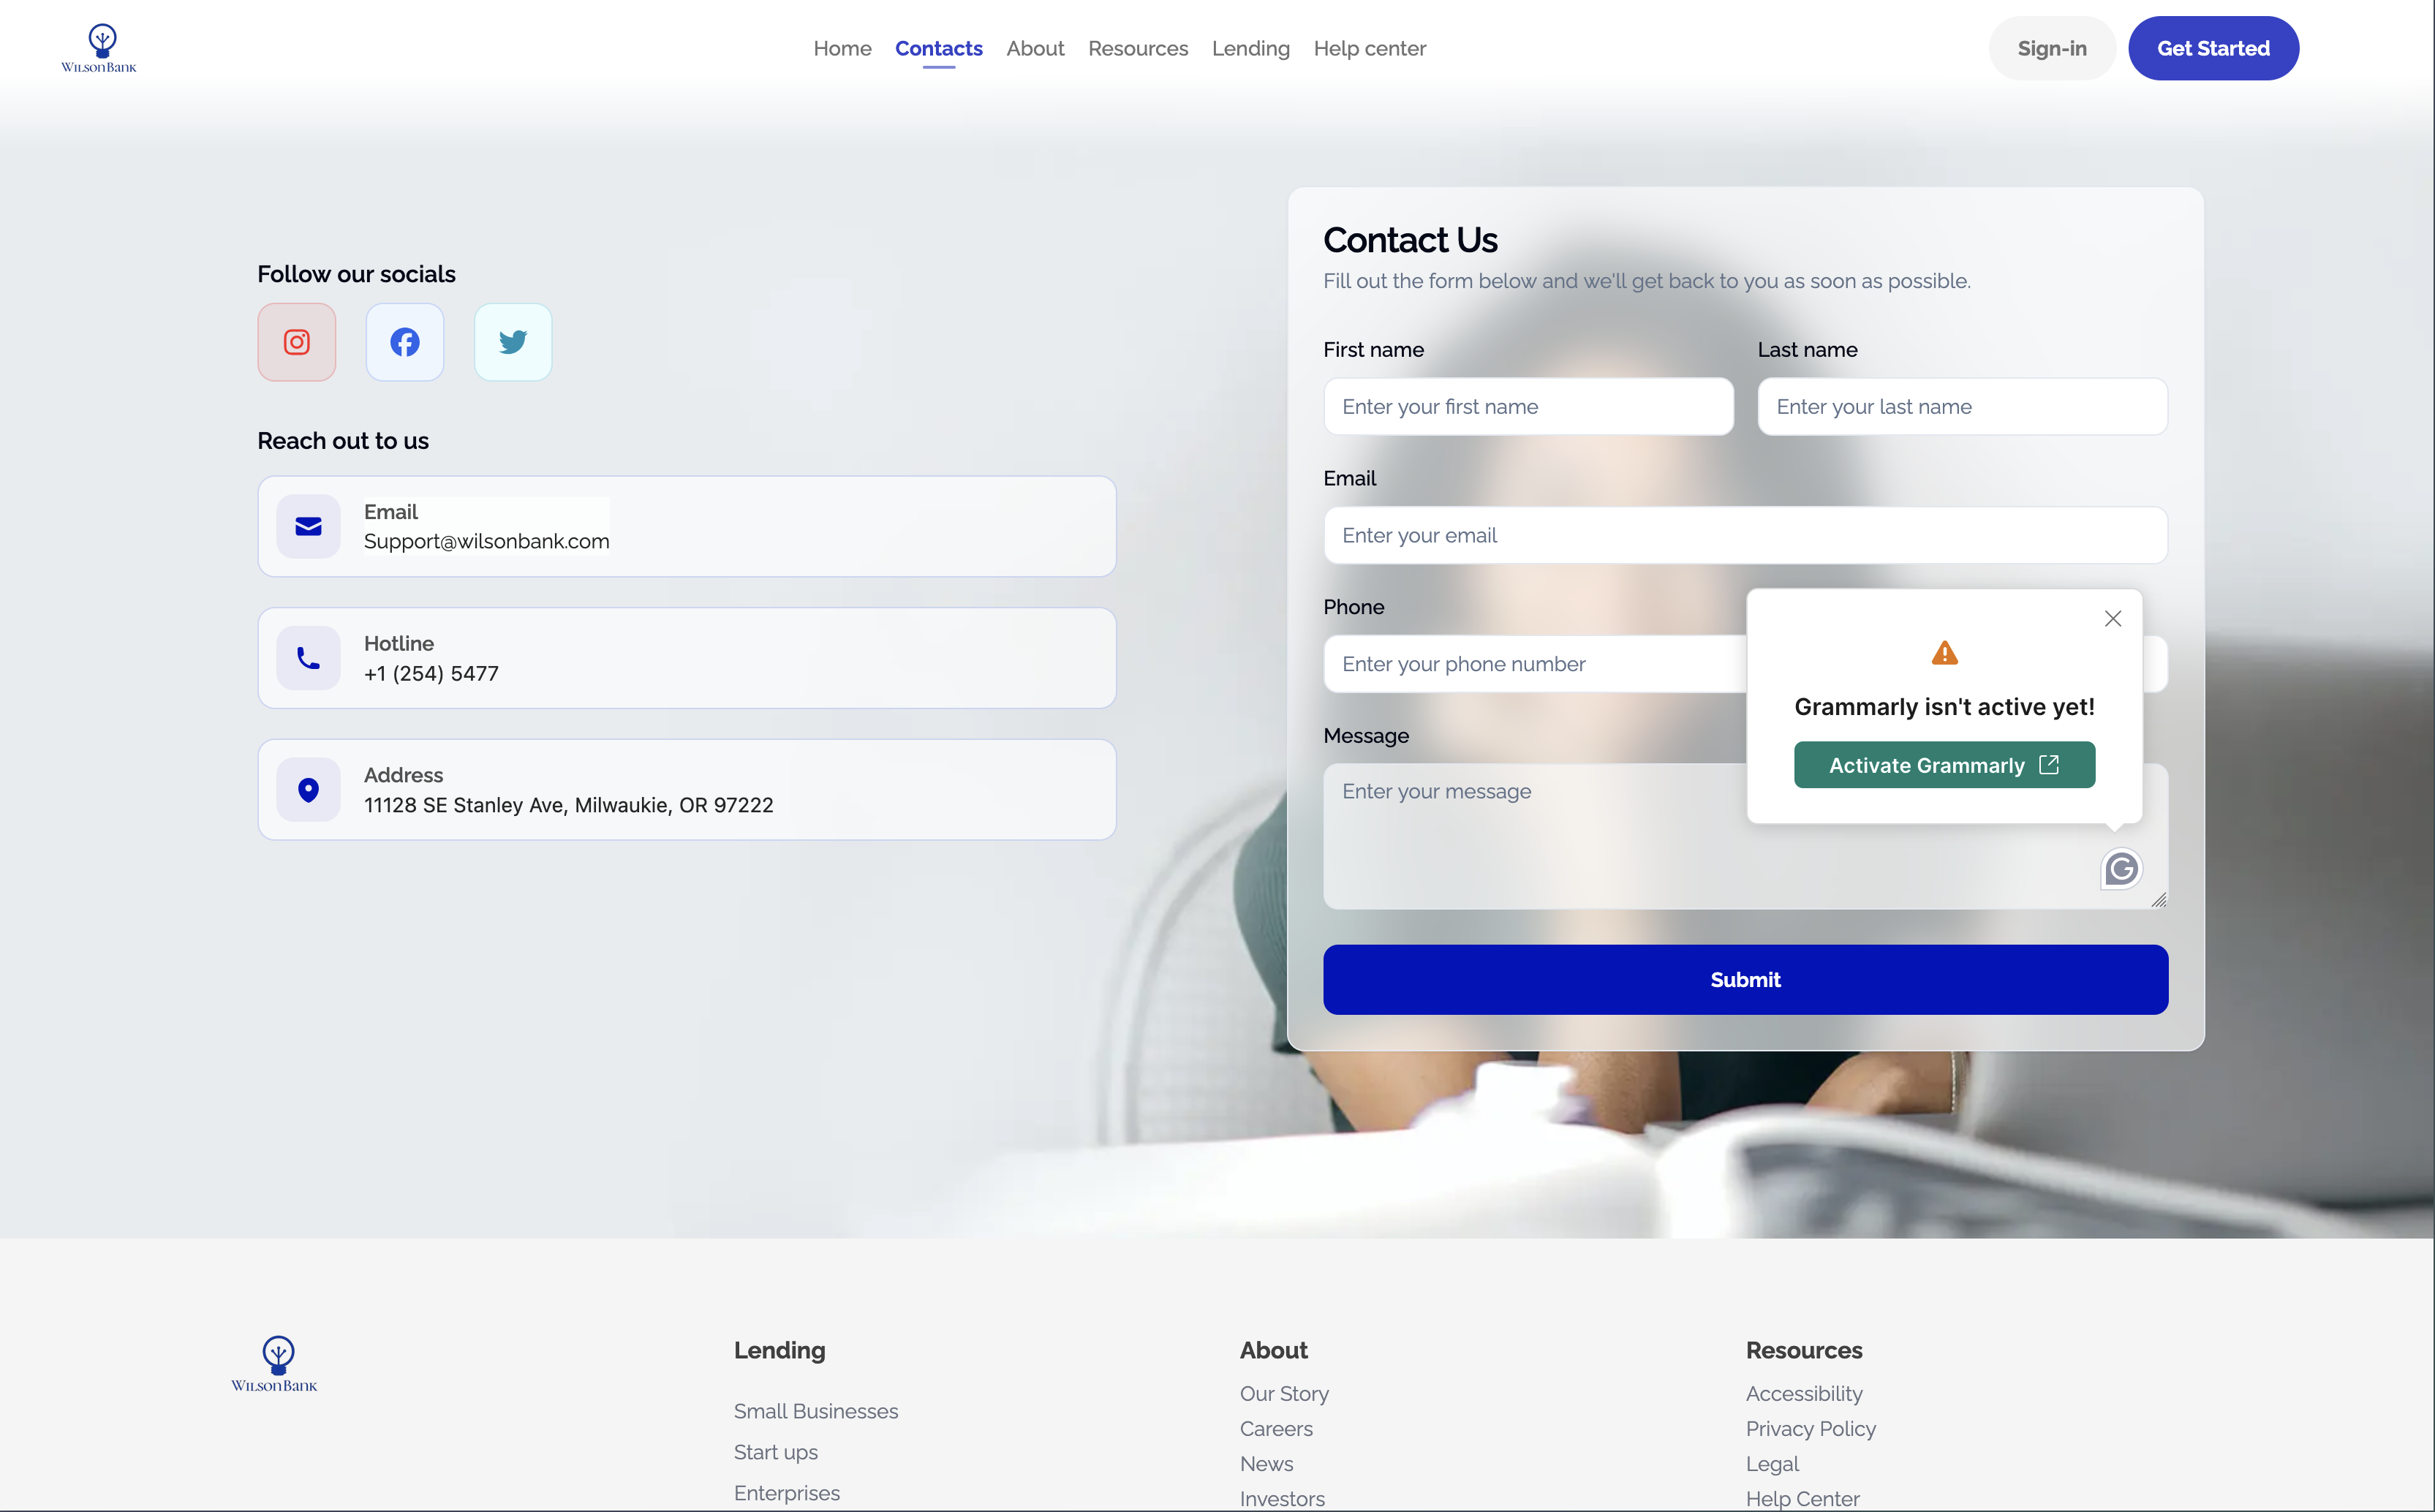 WILSON BANK
Home Contacts About Resources Lending Help center
Sign-in Get Started
Follow our socials
Reach out to us
Email
Support@wilsonbank.com
Hotline
+1 (254) 5477
Address
11128 SE Stanley Ave, Milwaukie, OR 97222
Contact Us
Fill out the form below and we'll get back to you as soon as possible.
First name Last name
Enter your first name Enter your last name
Email
Enter your email
Phone
Enter your phone number
Message
Enter your message
Grammarly isn't active yet!
Activate Grammarly
G
Submit
WILSON BANK
Lending
Small Businesses
Start ups
Enterprises
About
Our Story
Careers
News
Investors
Resources
Accessibility
Privacy Policy
Legal
Help Center